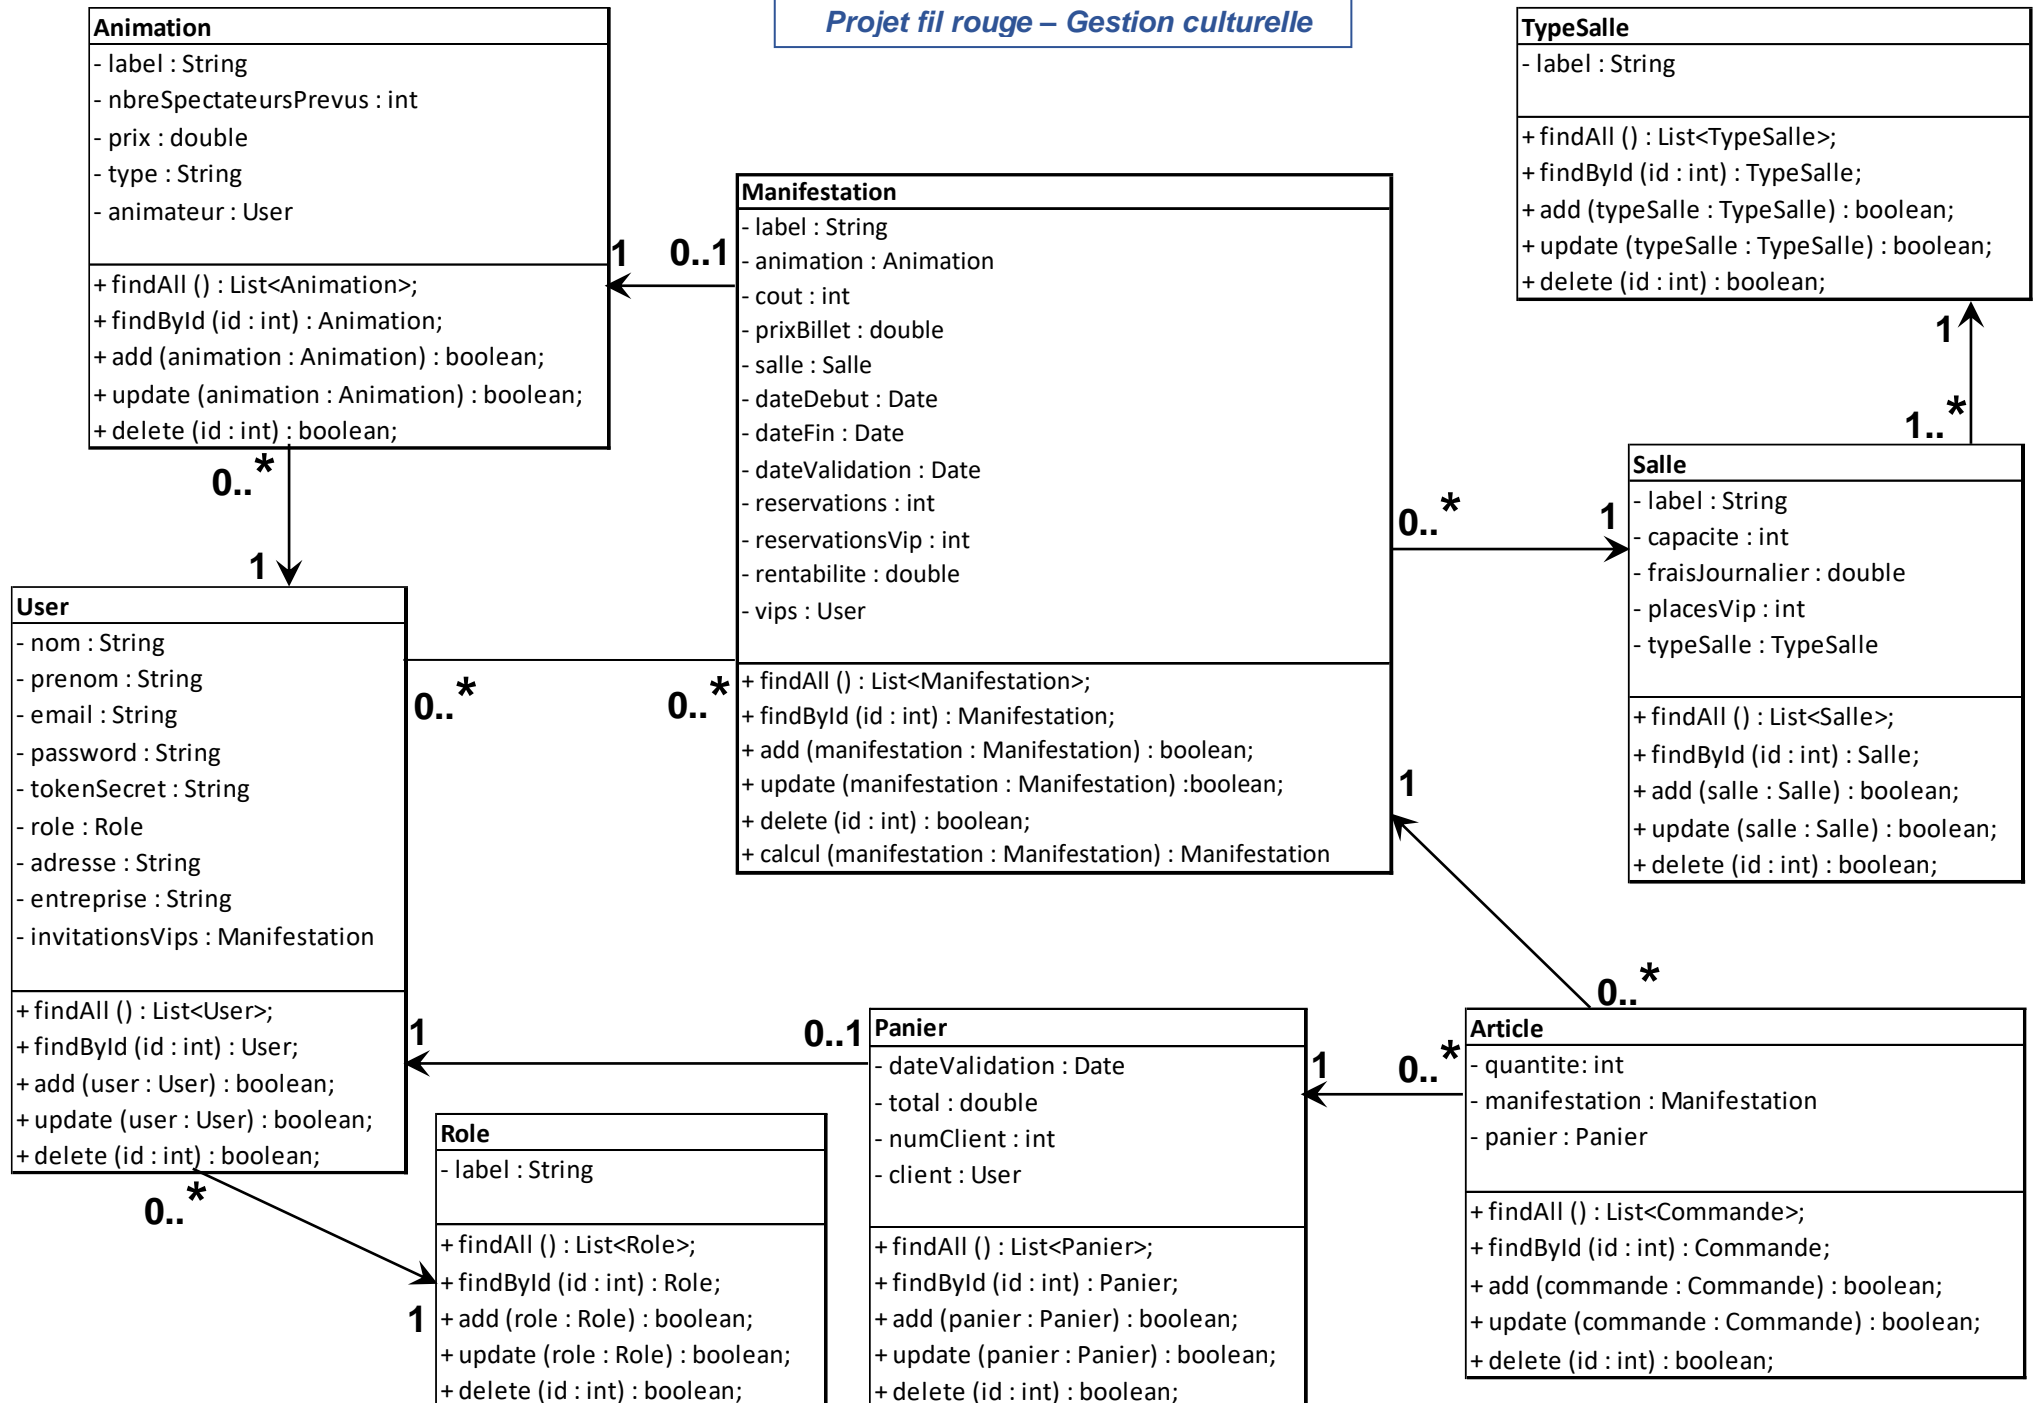 Projet fil rouge – Gestion culturelle
Animation
- label : String
- nbreSpectateursPrevus : int
- prix : double
- type : String
- animateur : User
+ findAll () : List<Animation>;
+ findById (id : int) : Animation;
+ add (animation : Animation) : boolean;
+ update (animation : Animation) : boolean;
+ delete (id : int) : boolean;
1
0..1
0..*
1
Manifestation
- label : String
- animation : Animation
- cout : int
- prixBillet : double
- salle : Salle
- dateDebut : Date
- dateFin : Date
- dateValidation : Date
- reservations : int
- reservationsVip : int
- rentabilite : double
- vips : User
+ findAll () : List<Manifestation>;
+ findById (id : int) : Manifestation;
+ add (manifestation : Manifestation) : boolean;
+ update (manifestation : Manifestation) :boolean;
+ delete (id : int) : boolean;
+ calcul (manifestation : Manifestation) : Manifestation
TypeSalle
- label : String
+ findAll () : List<TypeSalle>;
+ findById (id : int) : TypeSalle;
+ add (typeSalle : TypeSalle) : boolean;
+ update (typeSalle : TypeSalle) : boolean;
+ delete (id : int) : boolean;
1
1..*
0..*
1
Salle
- label : String
- capacite : int
- fraisJournalier : double
- placesVip : int
- typeSalle : TypeSalle
+ findAll () : List<Salle>;
+ findById (id : int) : Salle;
+ add (salle : Salle) : boolean;
+ update (salle : Salle) : boolean;
+ delete (id : int) : boolean;
User
- nom : String
- prenom : String
- email : String
- password : String
- tokenSecret : String
- role : Role
- adresse : String
- entreprise : String
- invitationsVips : Manifestation
+ findAll () : List<User>;
+ findById (id : int) : User;
+ add (user : User) : boolean;
+ update (user : User) : boolean;
+ delete (id : int) : boolean;
0..*
0..*
1
0..*
1
0..1
0..*
1
Role
- label : String
+ findAll () : List<Role>;
+ findById (id : int) : Role;
+ add (role : Role) : boolean;
+ update (role : Role) : boolean;
+ delete (id : int) : boolean;
Panier
- dateValidation : Date
- total : double
- numClient : int
- client : User
+ findAll () : List<Panier>;
+ findById (id : int) : Panier;
+ add (panier : Panier) : boolean;
+ update (panier : Panier) : boolean;
+ delete (id : int) : boolean;
1
0..*
Article
- quantite: int
- manifestation : Manifestation
- panier : Panier
+ findAll () : List<Commande>;
+ findById (id : int) : Commande;
+ add (commande : Commande) : boolean;
+ update (commande : Commande) : boolean;
+ delete (id : int) : boolean;